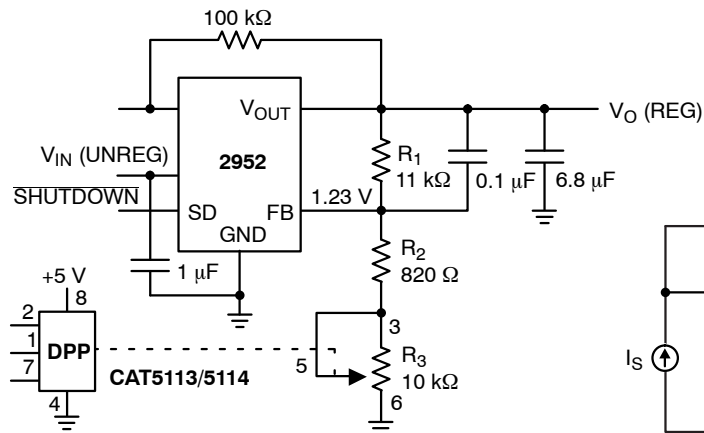 100 kΩ
V_OUT
V_O (REG)
V_IN (UNREG)
2952
R_1
11 kΩ
0.1 μF
6.8 μF
SHUTDOWN
SD
FB
1.23 V
GND
R_2
820 Ω
1 μF
+5 V
8
2
1
7
DPP
4
CAT5113/5114
3
5
R_3
10 kΩ
6
I_S